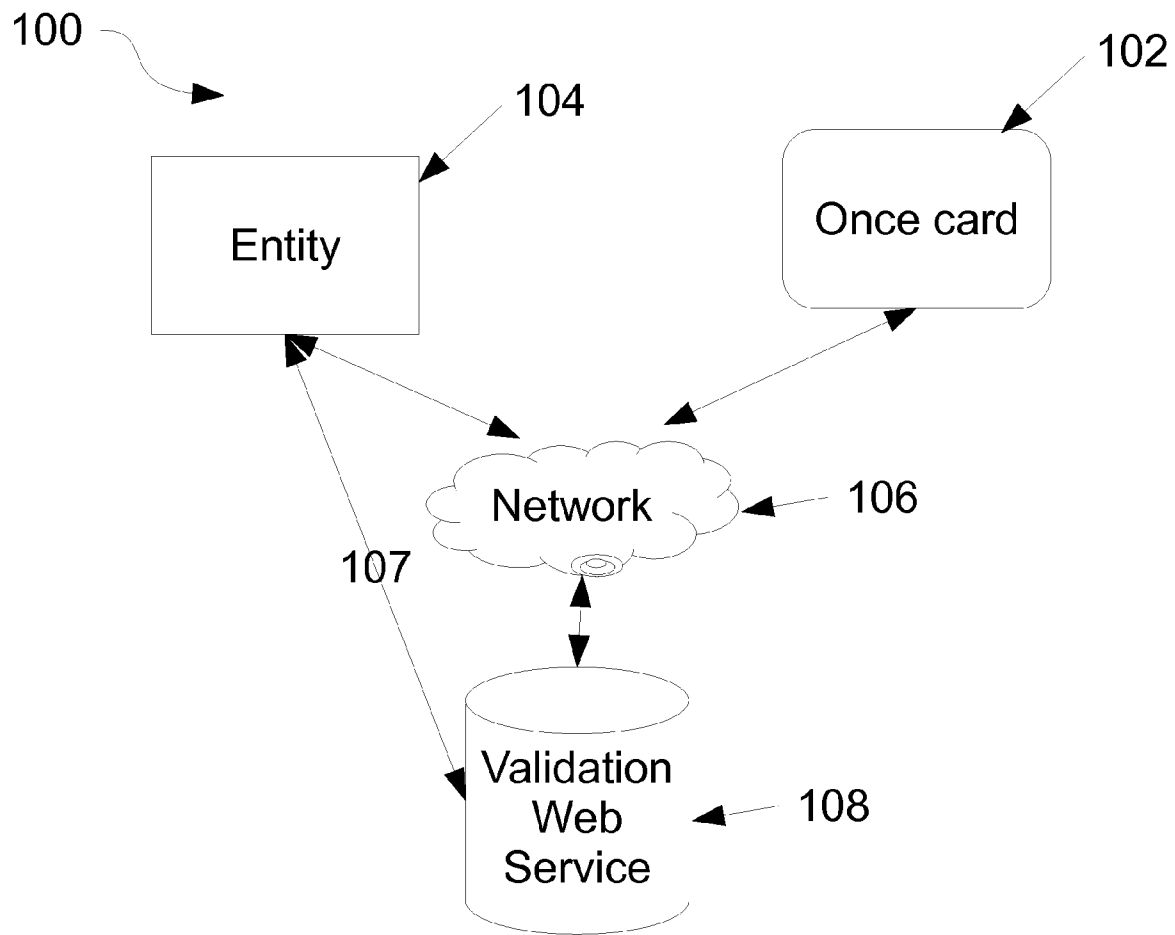 100
102
104
Once card
Entity
Network
106
107
Validation
Web
108
Service